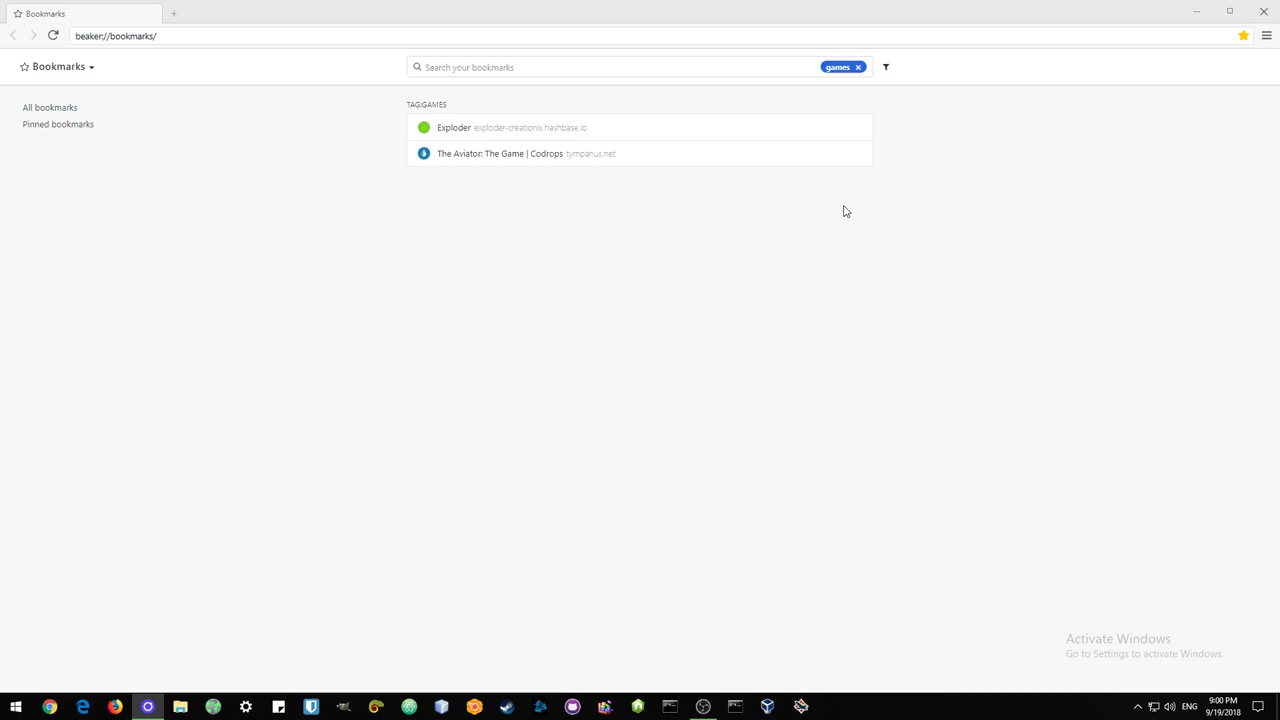 Bookmarks
beaker://bookmarks/
Bookmarks
Search your bookmarks
games
All bookmarks
Pinned bookmarks
TAG:GAMES
Exploder exploder-creationix.hashbase.io
The Aviator: The Game | Codrops tympanus.net
Activate Windows
Go to Settings to activate Windows.
ENG
9:00 PM
9/19/2018